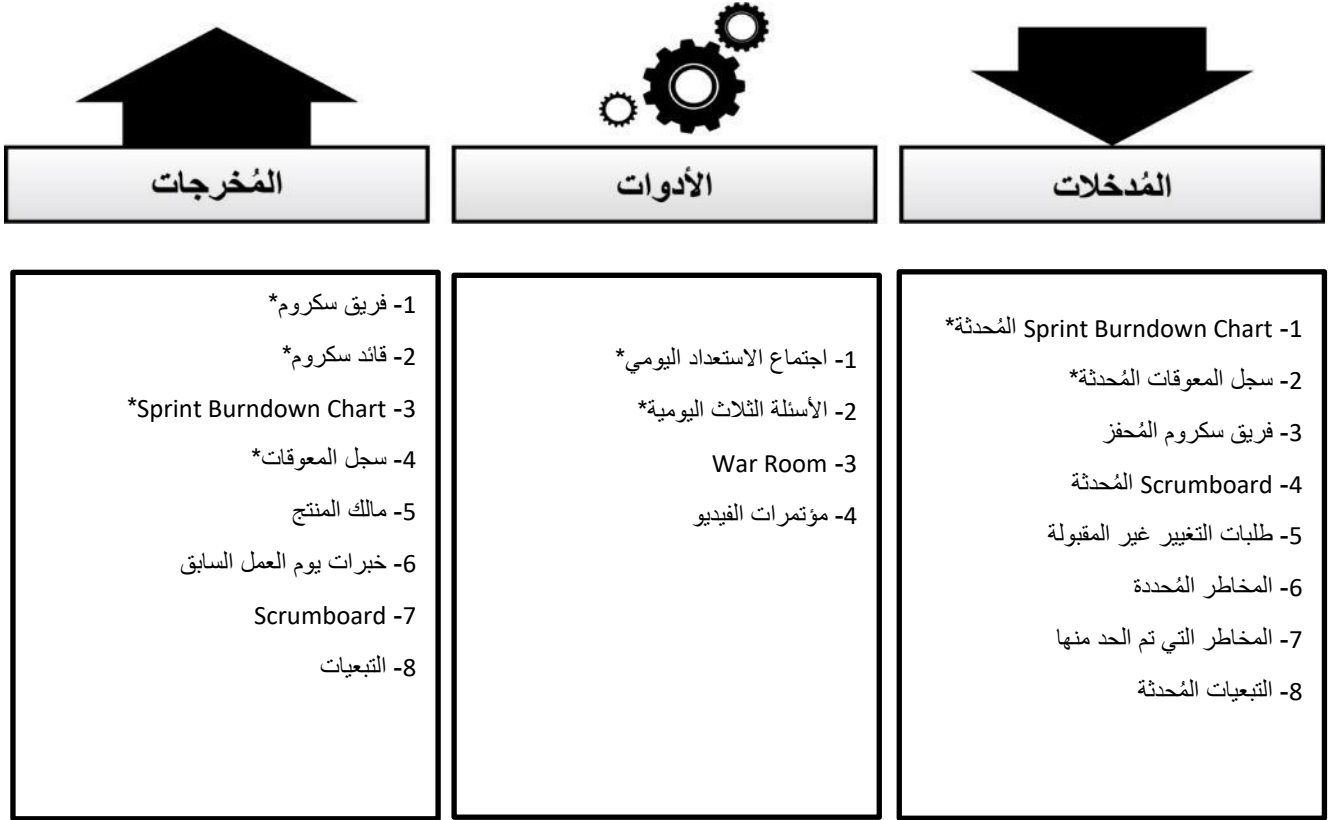 المُدخلات
1- Sprint Burndown Chart المُحدثة*
2- سجل المعوقات المُحدثة*
3- فريق سكروم المُحفز
4- Scrumboard المُحدثة
5- طلبات التغيير غير المقبولة
6- المخاطر المُحددة
7- المخاطر التي تم الحد منها
8- التبعيات المُحدثة
الأدوات
1- اجتماع الاستعداد اليومي*
2- الأسئلة الثلاث اليومية*
3- War Room
4- مؤتمرات الفيديو
المُخرجات
1- فريق سكروم*
2- قائد سكروم*
3- Sprint Burndown Chart*
4- سجل المعوقات*
5- مالك المنتج
6- خبرات يوم العمل السابق
7- Scrumboard
8- التبعيات